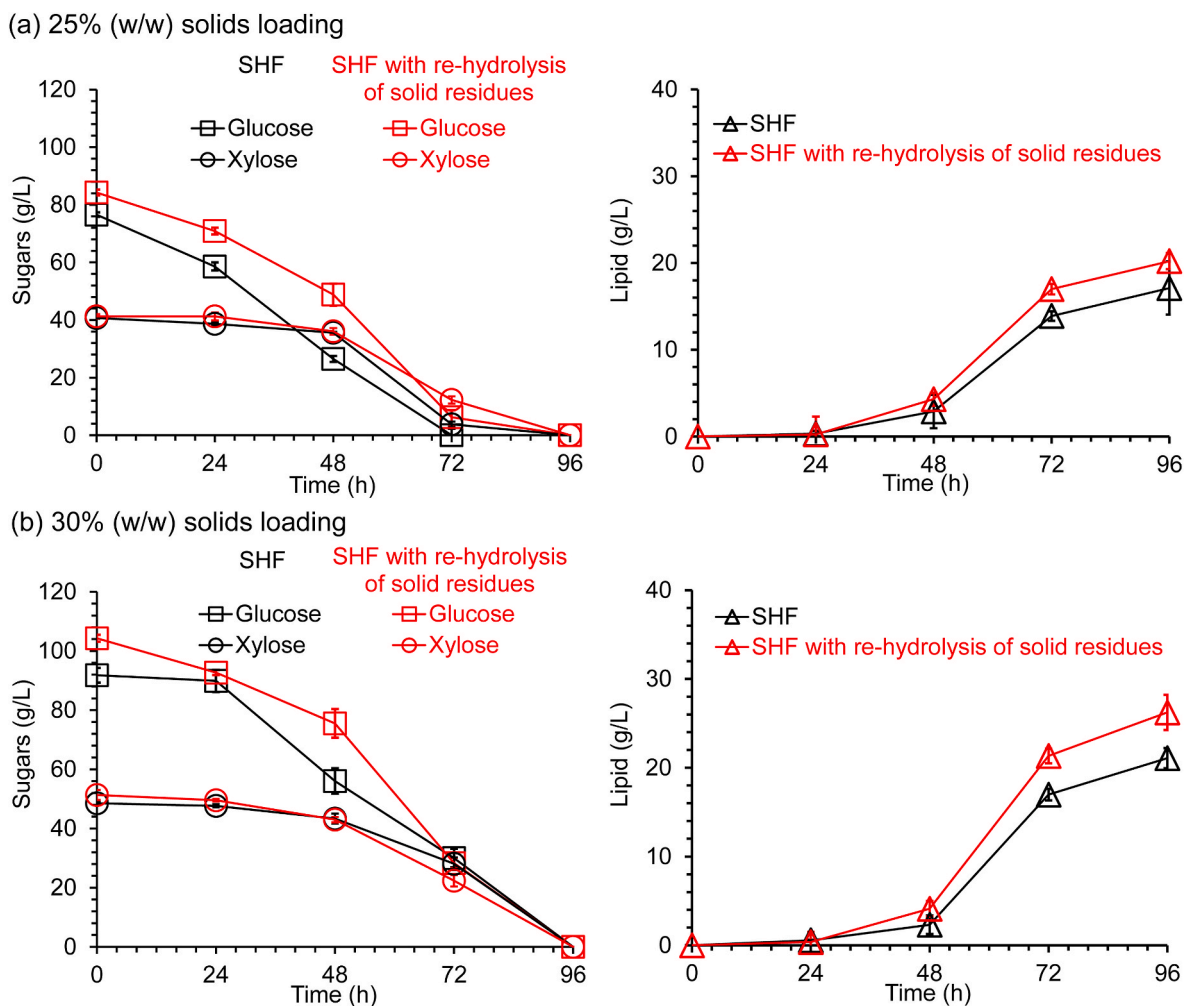 (a) 25% (w/w) solids loading
SHF
SHF with re-hydrolysis
of solid residues
Glucose
Glucose
Xylose
Xylose
120
100
80
60
40
20
0
Sugars (g/L)
0 24 48 72 96
Time (h)
SHF
SHF with re-hydrolysis of solid residues
40
30
20
10
0
Lipid (g/L)
0 24 48 72 96
Time (h)
(b) 30% (w/w) solids loading
SHF
SHF with re-hydrolysis
of solid residues
Glucose
Glucose
Xylose
Xylose
120
100
80
60
40
20
0
Sugars (g/L)
0 24 48 72 96
Time (h)
SHF
SHF with re-hydrolysis of solid residues
40
30
20
10
0
Lipid (g/L)
0 24 48 72 96
Time (h)